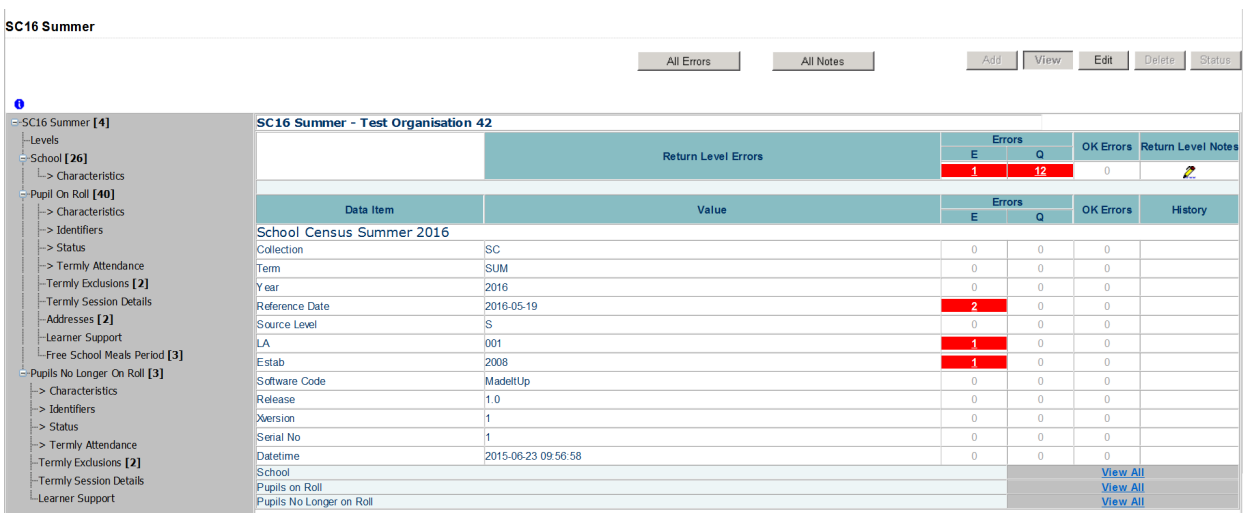 SC16 Summer
All Errors All Notes Add View Edit Delete Status
SC16 Summer [4]
Levels
School [26]
> Characteristics
Pupil On Roll [40]
> Characteristics
> Identifiers
> Status
> Termly Attendance
Termly Exclusions [2]
Termly Session Details
Addresses [2]
Learner Support
Free School Meals Period [3]
Pupils No Longer On Roll [3]
> Characteristics
> Identifiers
> Status
> Termly Attendance
Termly Exclusions [2]
Termly Session Details
Learner Support
SC16 Summer - Test Organisation 42
Return Level Errors Errors OK Errors Return Level Notes
E Q
1 12 0
Data Item Value Errors OK Errors History
E Q
School Census Summer 2016
Collection SC 0 0 0
Term SUM 0 0 0
Year 2016 0 0 0
Reference Date 2016-05-19 2 0 0
Source Level S 0 0 0
LA 001 1 0 0
Estab 2008 1 0 0
Software Code MadeItUp 0 0 0
Release 1.0 0 0 0
Xversion 1 0 0 0
Serial No 1 0 0 0
Datetime 2015-06-23 09:56:58 0 0 0
School View All
Pupils on Roll View All
Pupils No Longer on Roll View All